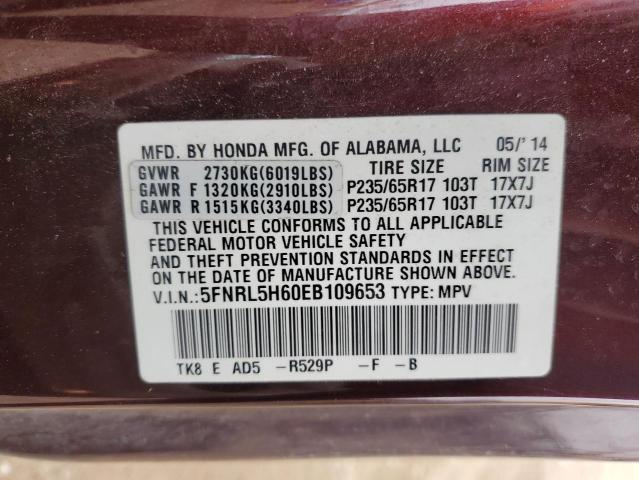 MFD. BY HONDA MFG. OF ALABAMA, LLC 05/'14
GVWR 2730KG(6019LBS) TIRE SIZE RIM SIZE
GAWR F 1320KG(2910LBS) P235/65R17 103T 17X7J
GAWR R 1515KG(3340LBS) P235/65R17 103T 17X7J
THIS VEHICLE CONFORMS TO ALL APPLICABLE
FEDERAL MOTOR VEHICLE SAFETY
AND THEFT PREVENTION STANDARDS IN EFFECT
ON THE DATE OF MANUFACTURE SHOWN ABOVE.
V.I.N.:5FNRL5H60EB109653 TYPE: MPV
TK8 E AD5 -R529P -F -B